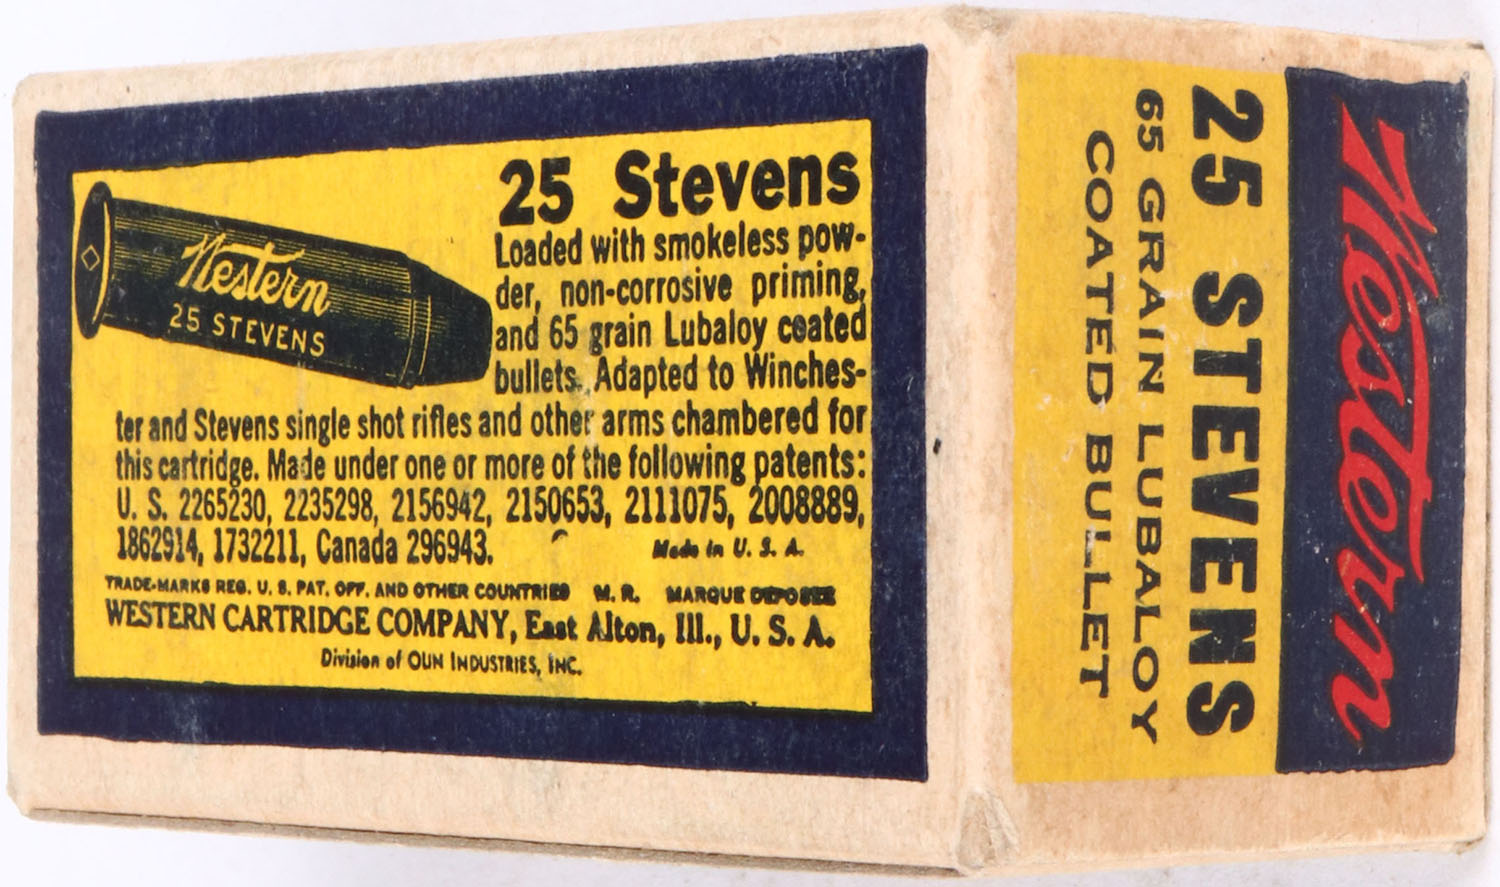 Western
25 STEVENS
25 Stevens
Loaded with smokeless pow-
der, non-corrosive priming,
and 65 grain Lubaloy coated
bullets. Adapted to Winches-
ter and Stevens single shot rifles and other arms chambered for
this cartridge. Made under one or more of the following patents:
U. S. 2265230, 2235298, 2156942, 2150653, 2111075, 2008889,
1862914, 1732211, Canada 296943.
Made in U. S. A.
TRADE-MARKS REG. U. S. PAT. OFF. AND OTHER COUNTRIES M. R. MARQUE DEPOSEE
WESTERN CARTRIDGE COMPANY, East Alton, Ill., U. S. A.
Division of OLIN INDUSTRIES, INC.
Western
25 STEVENS
65 GRAIN LUBALOY
COATED BULLET